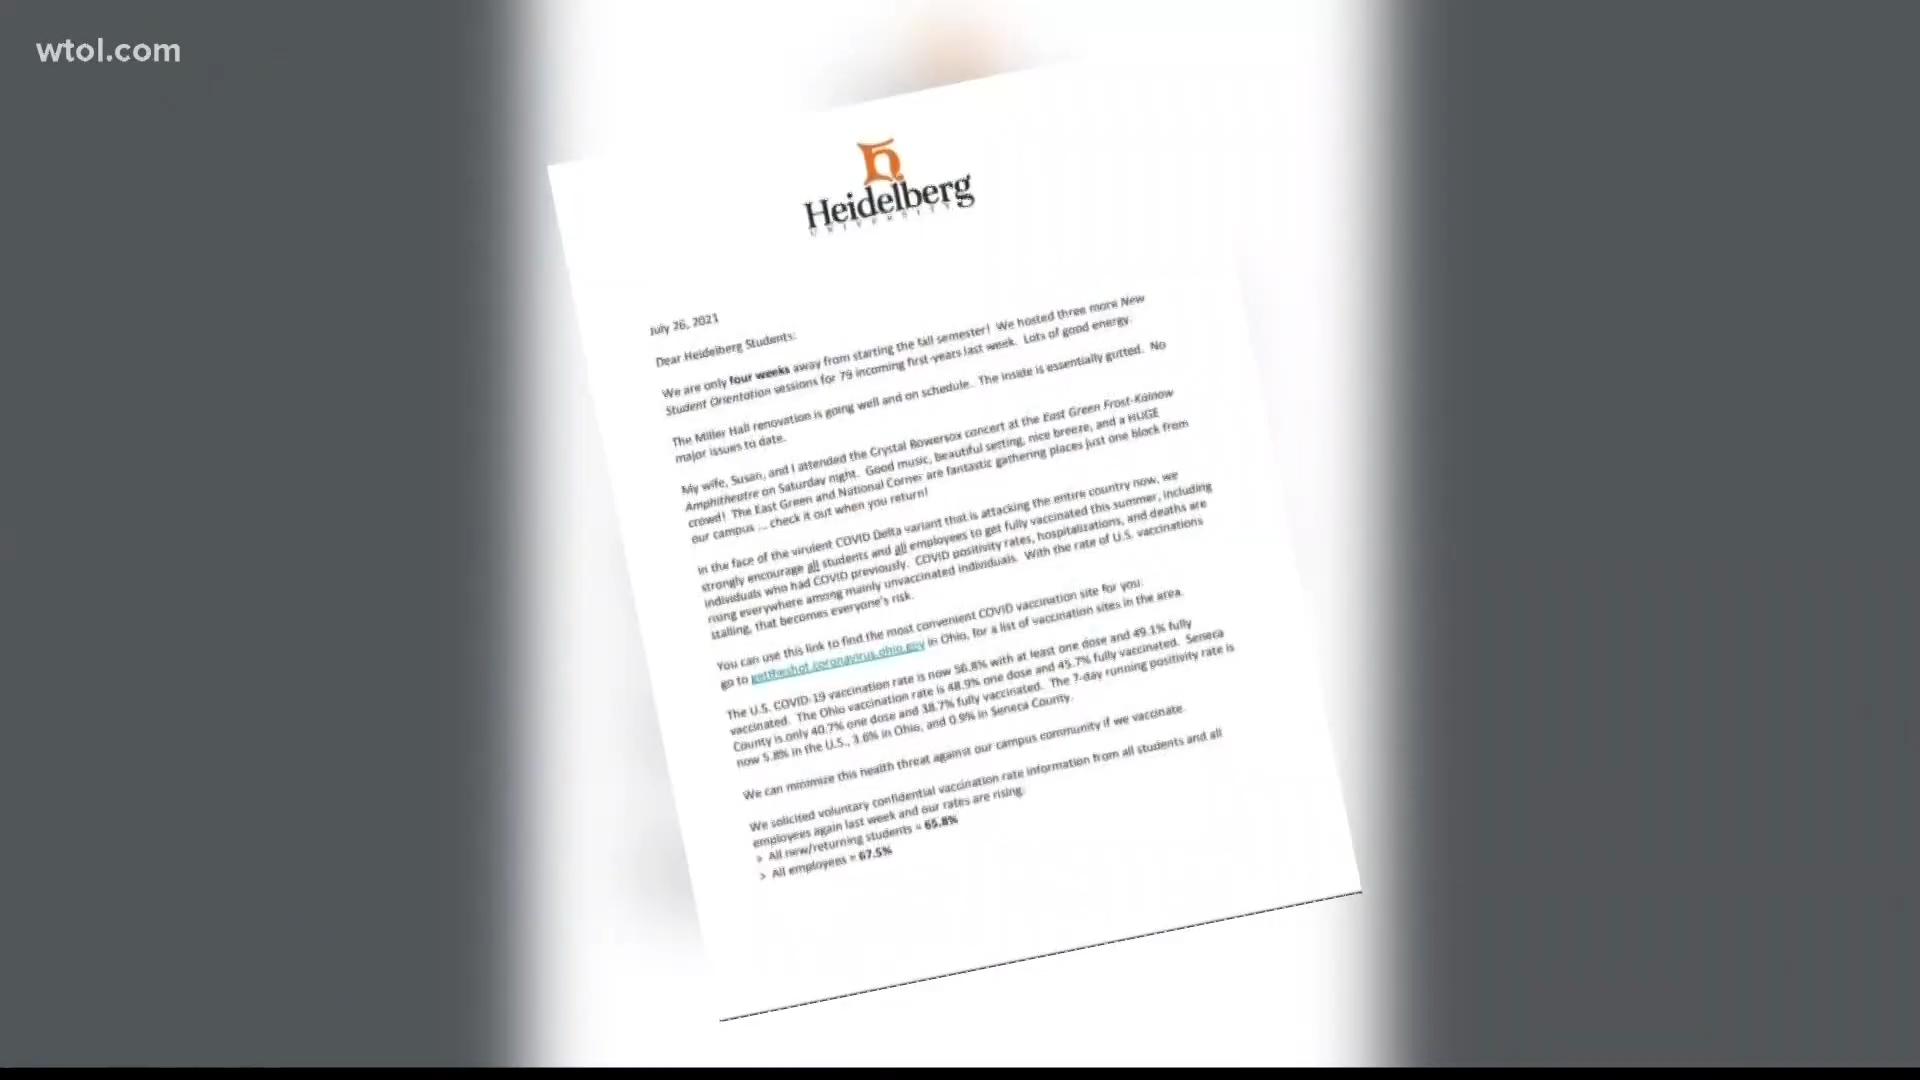 wtol.com
Heidelberg
UNIVERSITY
July 26, 2021
Dear Heidelberg Students:
We are only four weeks away from starting the fall semester! We hosted three more New
Student Orientation sessions for 79 incoming first-years last week. Lots of good energy.
The Miller Hall renovation is going well and on schedule. The inside is essentially gutted. No
major issues to date.
My wife, Susan, and I attended the Crystal Bowersox concert at the East Green Frost-Kalnow
Amphitheatre on Saturday night. Good music, beautiful setting, nice breeze, and a HUGE
crowd! The East Green and National Corner are fantastic gathering places just one block from
our campus ... check it out when you return!
In the face of the virulent COVID Delta variant that is attacking the entire country now, we
strongly encourage all students and all employees to get fully vaccinated this summer, including
individuals who had COVID previously. COVID positivity rates, hospitalizations, and deaths are
rising everywhere among mainly unvaccinated individuals. With the rate of U.S. vaccinations
stalling, that becomes everyone's risk.
You can use this link to find the most convenient COVID vaccination site for you:
go to gettheshot.coronavirus.ohio.gov in Ohio, for a list of vaccination sites in the area.
The U.S. COVID-19 vaccination rate is now 56.8% with at least one dose and 49.1% fully
vaccinated. The Ohio vaccination rate is 48.9% one dose and 45.7% fully vaccinated. Seneca
County is only 40.7% one dose and 38.7% fully vaccinated. The 7-day running positivity rate is
now 5.8% in the U.S., 3.6% in Ohio, and 0.9% in Seneca County.
We can minimize this health threat against our campus community if we vaccinate.
We solicited voluntary confidential vaccination rate information from all students and all
employees again last week and our rates are rising:
> All new/returning students = 65.8%
> All employees = 67.5%